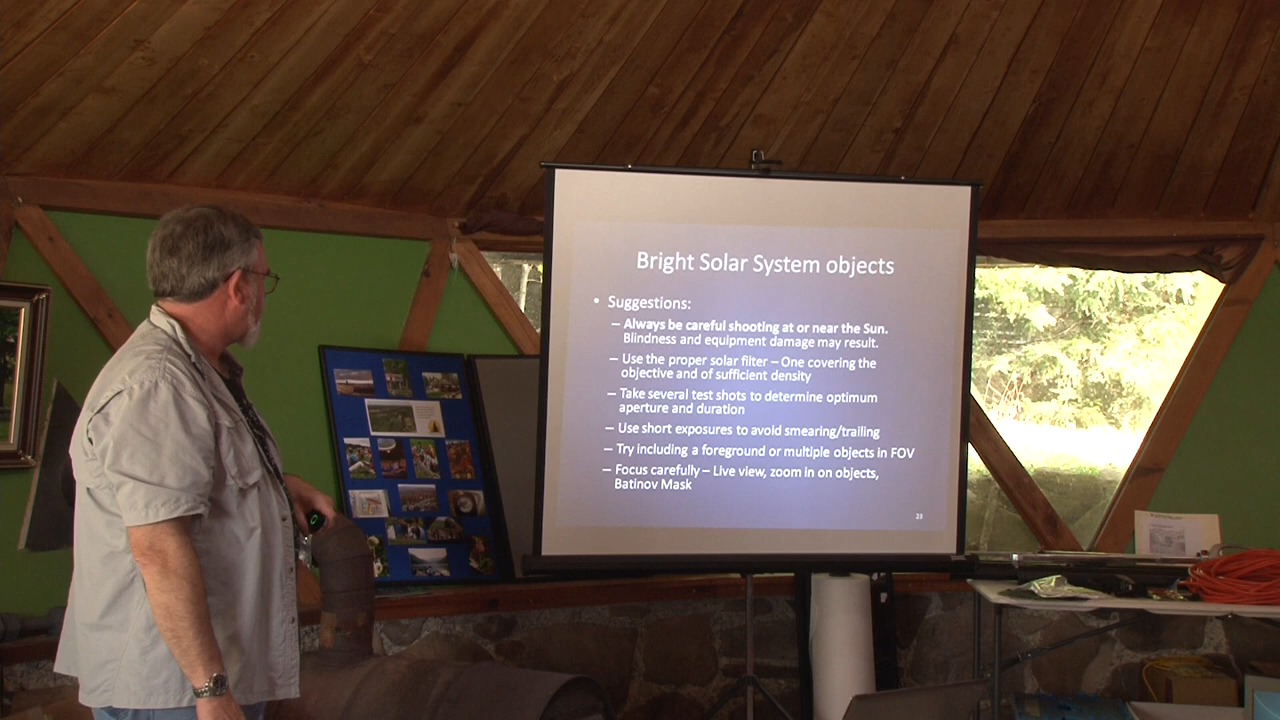 Bright Solar System objects
• Suggestions:
– Always be careful shooting at or near the Sun.
Blindness and equipment damage may result.
– Use the proper solar filter – One covering the
objective and of sufficient density
– Take several test shots to determine optimum
aperture and duration
– Use short exposures to avoid smearing/trailing
– Try including a foreground or multiple objects in FOV
– Focus carefully – Live view, zoom in on objects,
Batinov Mask
23